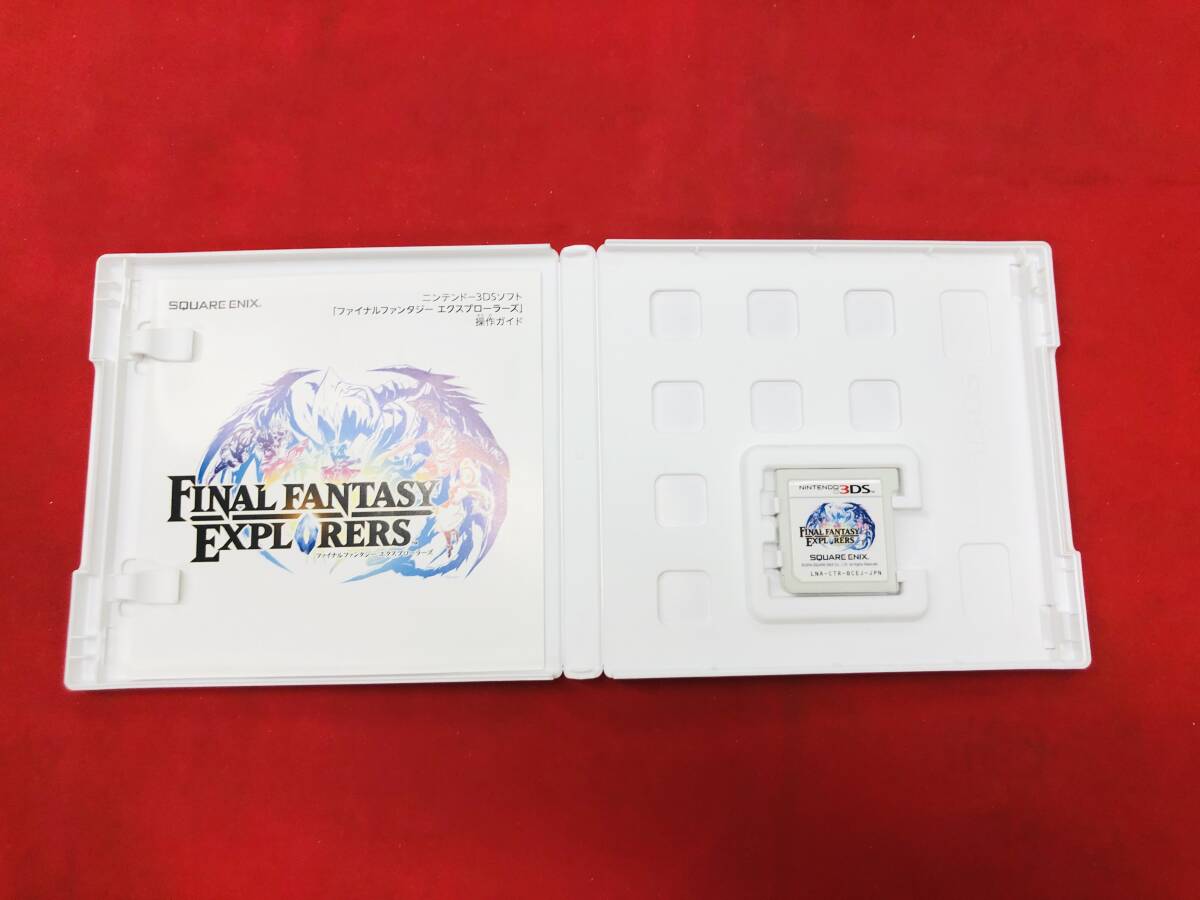 SQUARE ENIX.
ニンテンドー3DSソフト
「ファイナルファンタジー エクスプローラーズ」
操作ガイド
FINAL FANTASY
EXPLORERS™
ファイナルファンタジー エクスプローラーズ
NINTENDO 3DS™
FINAL FANTASY
EXPLORERS
SQUARE ENIX.
LNA-CTR-BCEJ-JPN